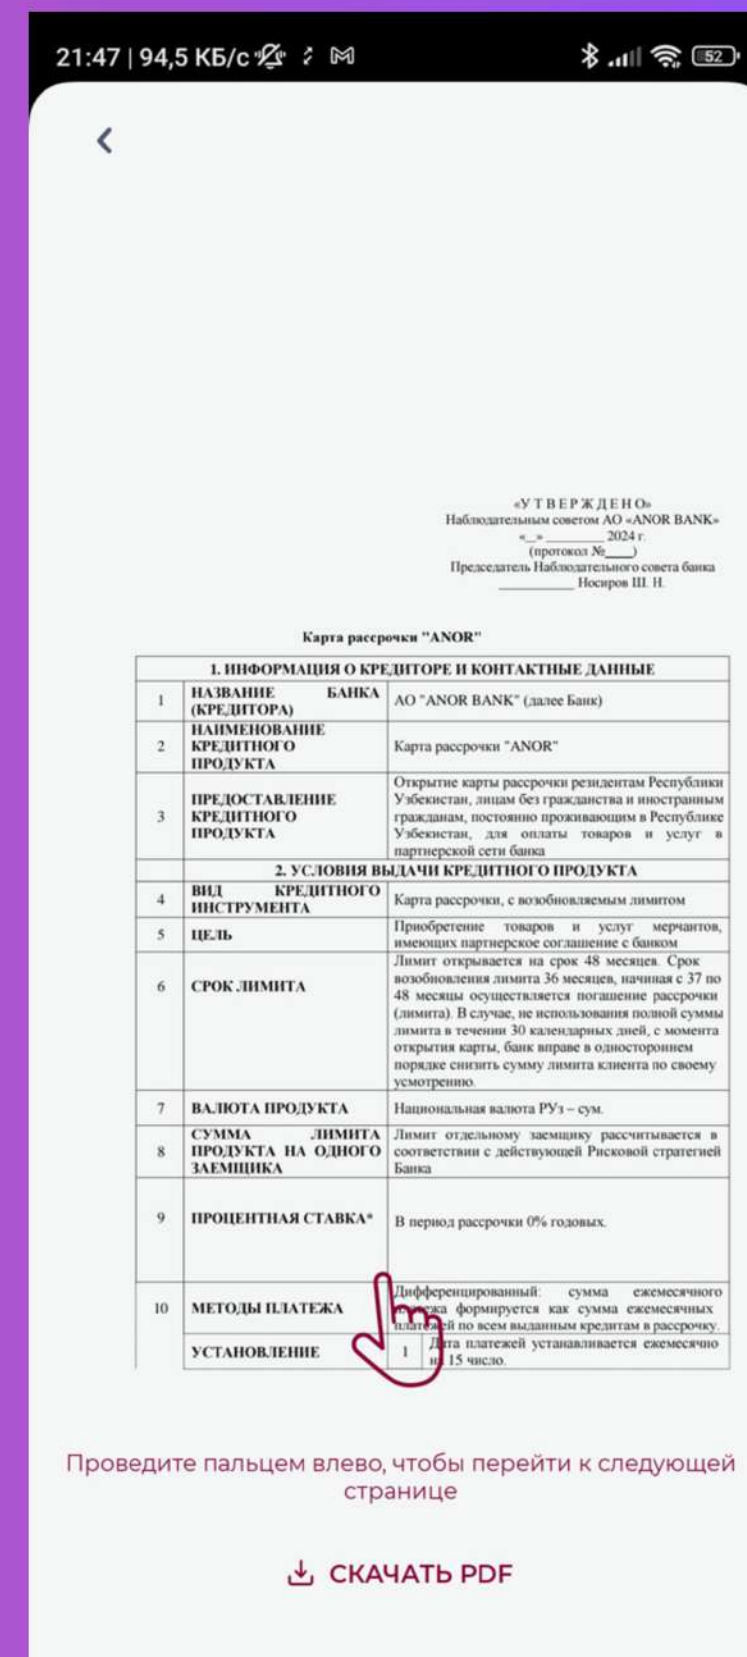 21:47 | 94,5 КБ/с
52
«У Т В Е Р Ж Д Е Н О»
Наблюдательным советом АО «ANOR BANK»
«_» ________ 2024 г.
(протокол №____)
Председатель Наблюдательного совета банка
__________ Носиров Ш. Н.
Карта рассрочки "ANOR"
1. ИНФОРМАЦИЯ О КРЕДИТОРЕ И КОНТАКТНЫЕ ДАННЫЕ
1
НАЗВАНИЕ БАНКА
(КРЕДИТОРА)
АО "ANOR BANK" (далее Банк)
2
НАИМЕНОВАНИЕ
КРЕДИТНОГО
ПРОДУКТА
Карта рассрочки "ANOR"
3
ПРЕДОСТАВЛЕНИЕ
КРЕДИТНОГО
ПРОДУКТА
Открытие карты рассрочки резидентам Республики
Узбекистан, лицам без гражданства и иностранным
гражданам, постоянно проживающим в Республике
Узбекистан, для оплаты товаров и услуг в
партнерской сети банка
2. УСЛОВИЯ ВЫДАЧИ КРЕДИТНОГО ПРОДУКТА
4
ВИД КРЕДИТНОГО
ИНСТРУМЕНТА
Карта рассрочки, с возобновляемым лимитом
5
ЦЕЛЬ
Приобретение товаров и услуг мерчантов,
имеющих партнерское соглашение с банком
6
СРОК ЛИМИТА
Лимит открывается на срок 48 месяцев. Срок
возобновления лимита 36 месяцев, начиная с 37 по
48 месяцы осуществляется погашение рассрочки
(лимита). В случае, не использования полной суммы
лимита в течении 30 календарных дней, с момента
открытия карты, банк вправе в одностороннем
порядке снизить сумму лимита клиента по своему
усмотрению.
7
ВАЛЮТА ПРОДУКТА
Национальная валюта РУз – сум.
8
СУММА ЛИМИТА
ПРОДУКТА НА ОДНОГО
ЗАЕМЩИКА
Лимит отдельному заемщику рассчитывается в
соответствии с действующей Рисковой стратегией
Банка
9
ПРОЦЕНТНАЯ СТАВКА*
В период рассрочки 0% годовых.
10
МЕТОДЫ ПЛАТЕЖА
Дифференцированный: сумма ежемесячного
платежа формируется как сумма ежемесячных
платежей по всем выданным кредитам в рассрочку.
УСТАНОВЛЕНИЕ
1
Дата платежей устанавливается ежемесячно
на 15 число.
Проведите пальцем влево, чтобы перейти к следующей
странице
СКАЧАТЬ PDF